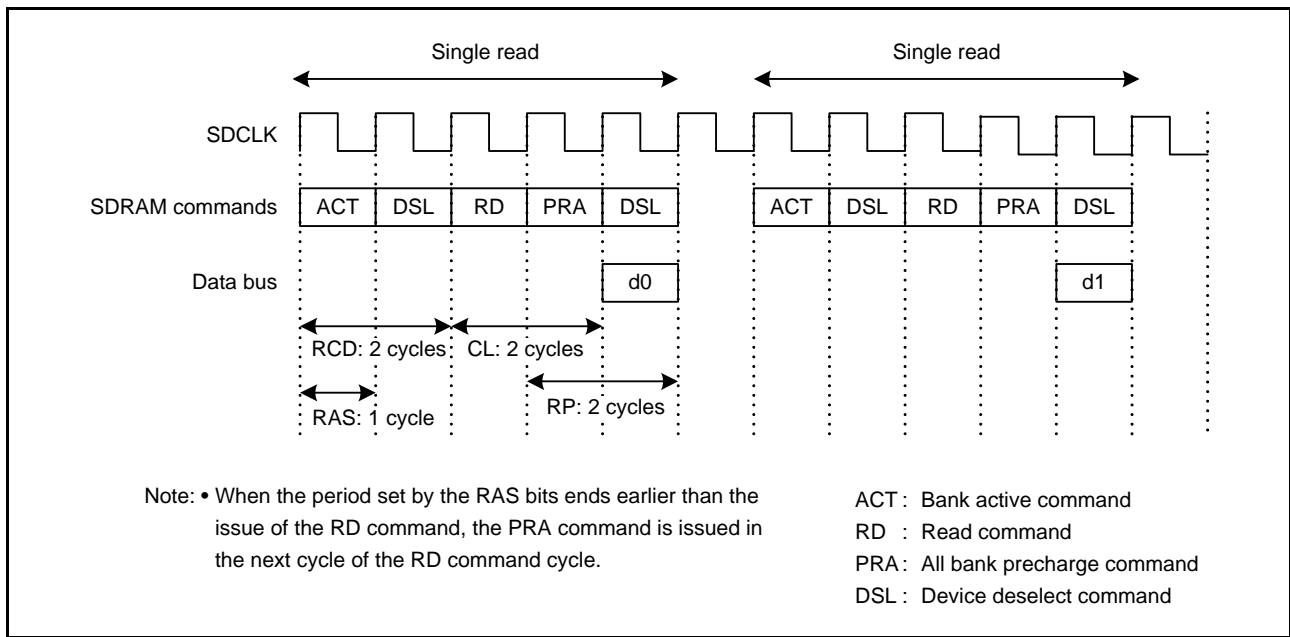 Single read Single read
SDCLK
SDRAM commands ACT DSL RD PRA DSL ACT DSL RD PRA DSL
Data bus d0 d1
RCD: 2 cycles CL: 2 cycles
RAS: 1 cycle RP: 2 cycles
Note: • When the period set by the RAS bits ends earlier than the
issue of the RD command, the PRA command is issued in
the next cycle of the RD command cycle.
ACT : Bank active command
RD : Read command
PRA : All bank precharge command
DSL : Device deselect command